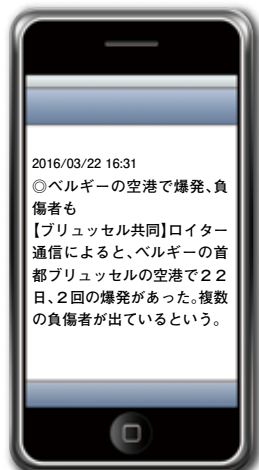 2016/03/22 16:31
◎ベルギーの空港で爆発、負
傷者も
【ブリュッセル共同】ロイター
通信によると、ベルギーの首
都ブリュッセルの空港で２２
日、２回の爆発があった。複数
の負傷者が出ているという。